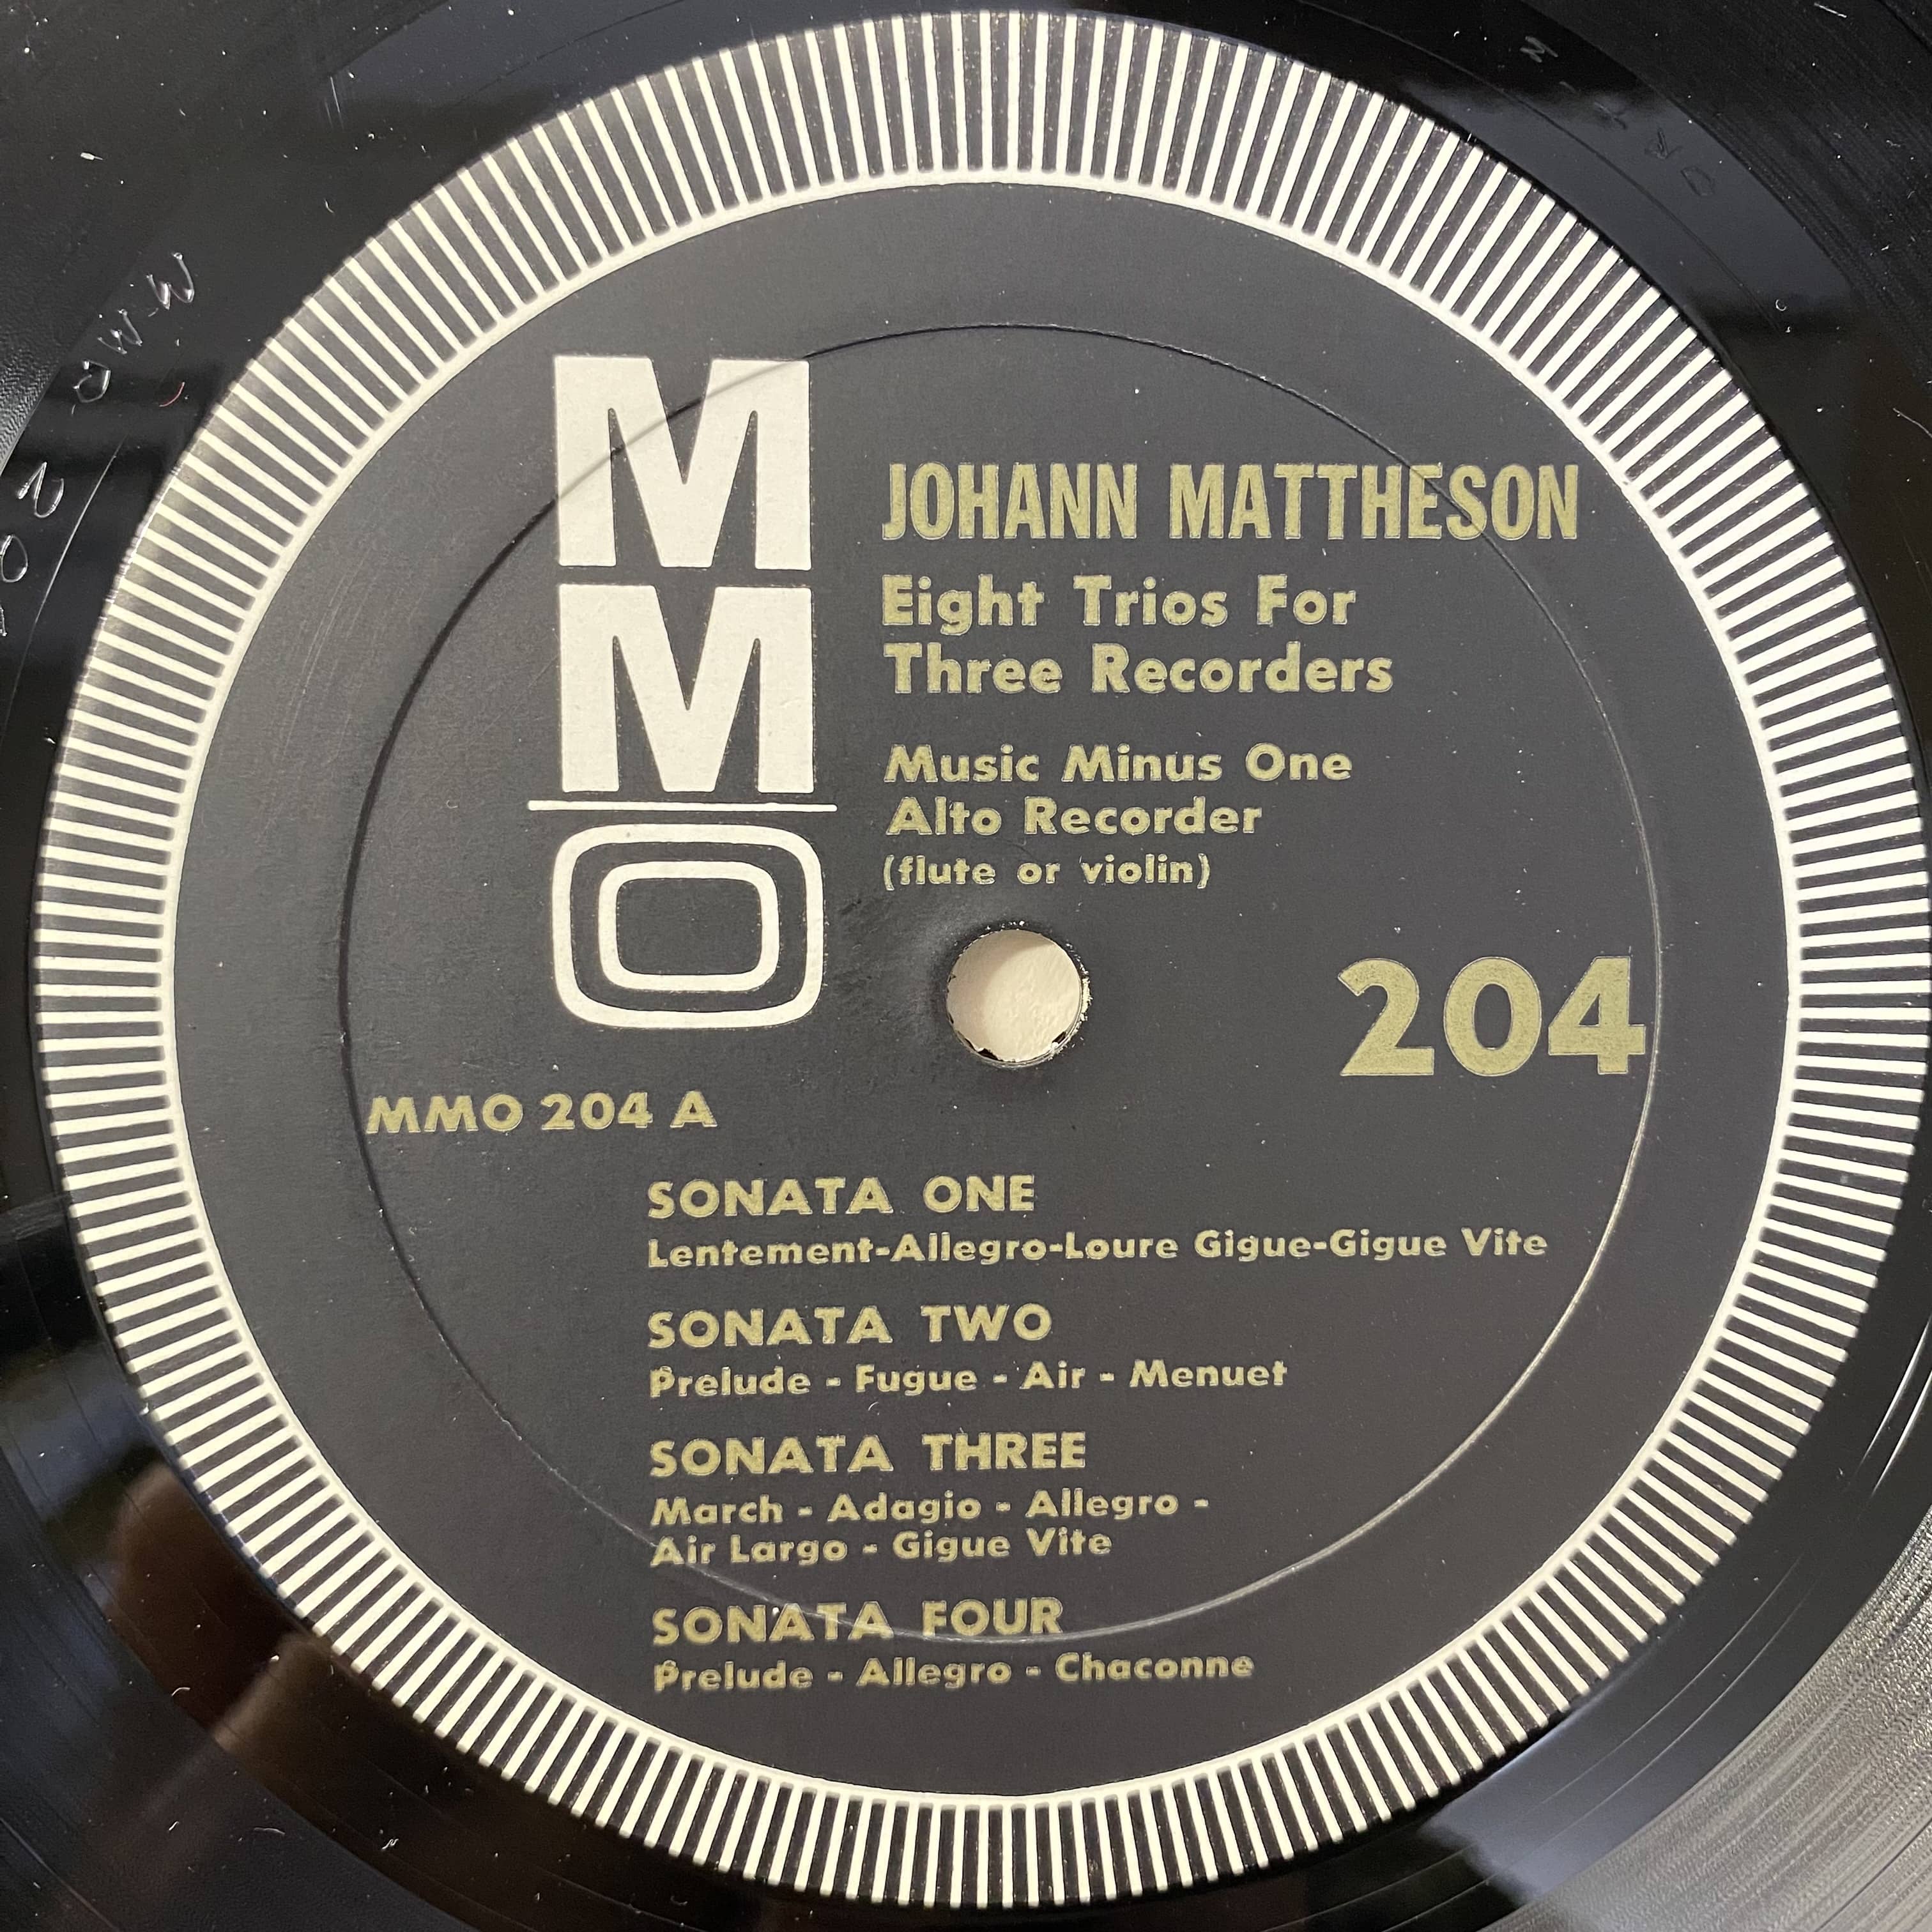 M
M
O
JOHANN MATTHESON
Eight Trios For
Three Recorders
Music Minus One
Alto Recorder
(flute or violin)
204
MMO 204 A
SONATA ONE
Lentement-Allegro-Loure Gigue-Gigue Vite
SONATA TWO
Prelude - Fugue - Air - Menuet
SONATA THREE
March - Adagio - Allegro -
Air Largo - Gigue Vite
SONATA FOUR
Prelude - Allegro - Chaconne